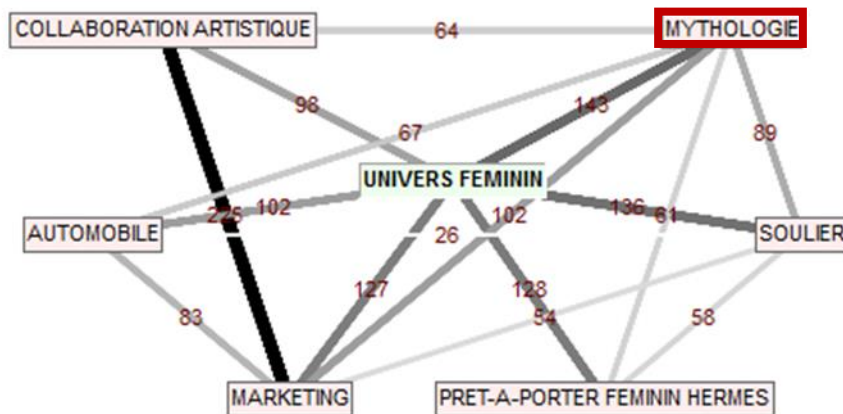 COLLABORATION ARTISTIQUE 64 MYTHOLOGIE
98 143
67 89
UNIVERS FEMININ
AUTOMOBILE 225 102 26 102 136 61 SOULIER
127 128
83 54 58
MARKETING PRET-A-PORTER FEMININ HERMES